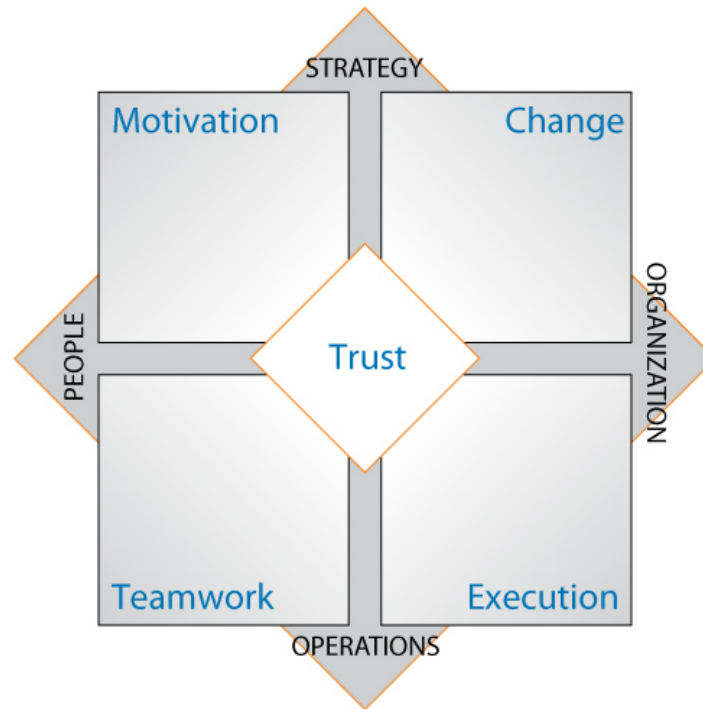 STRATEGY
Motivation
Change
PEOPLE
Trust
ORGANIZATION
Teamwork
Execution
OPERATIONS